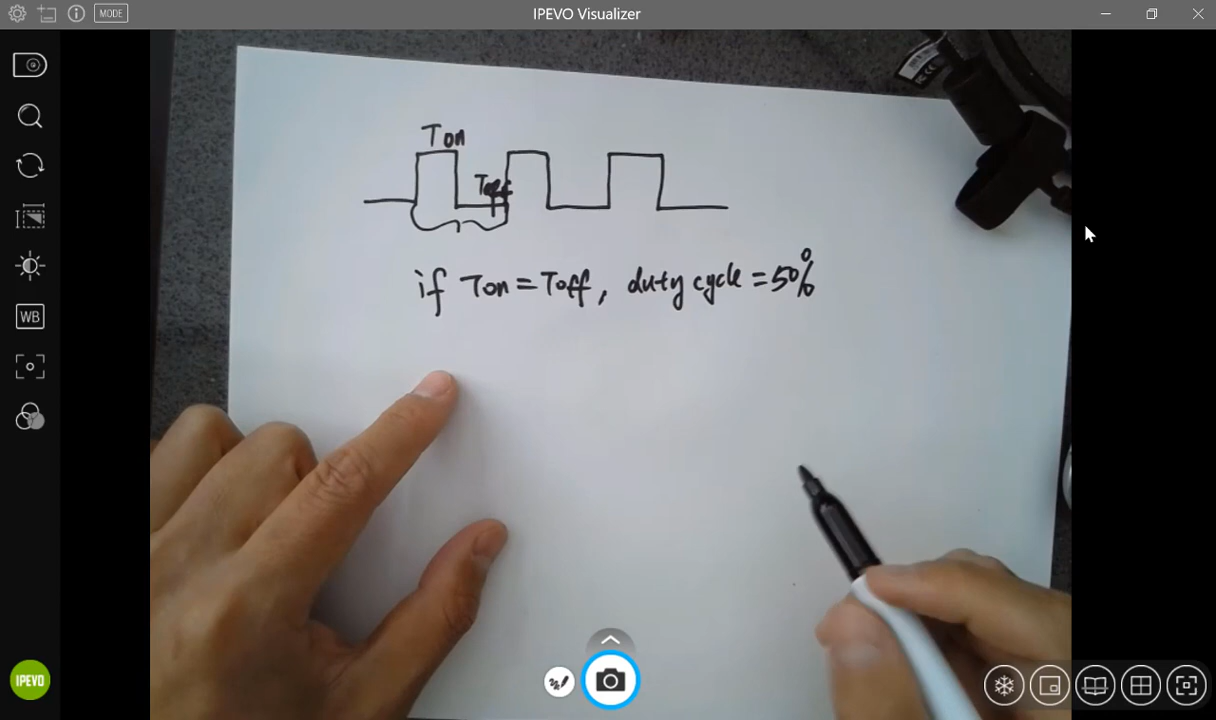 MODE
IPEVO Visualizer
WB
Ton
Toff
if Ton = Toff, duty cycle = 50%
IPEVO